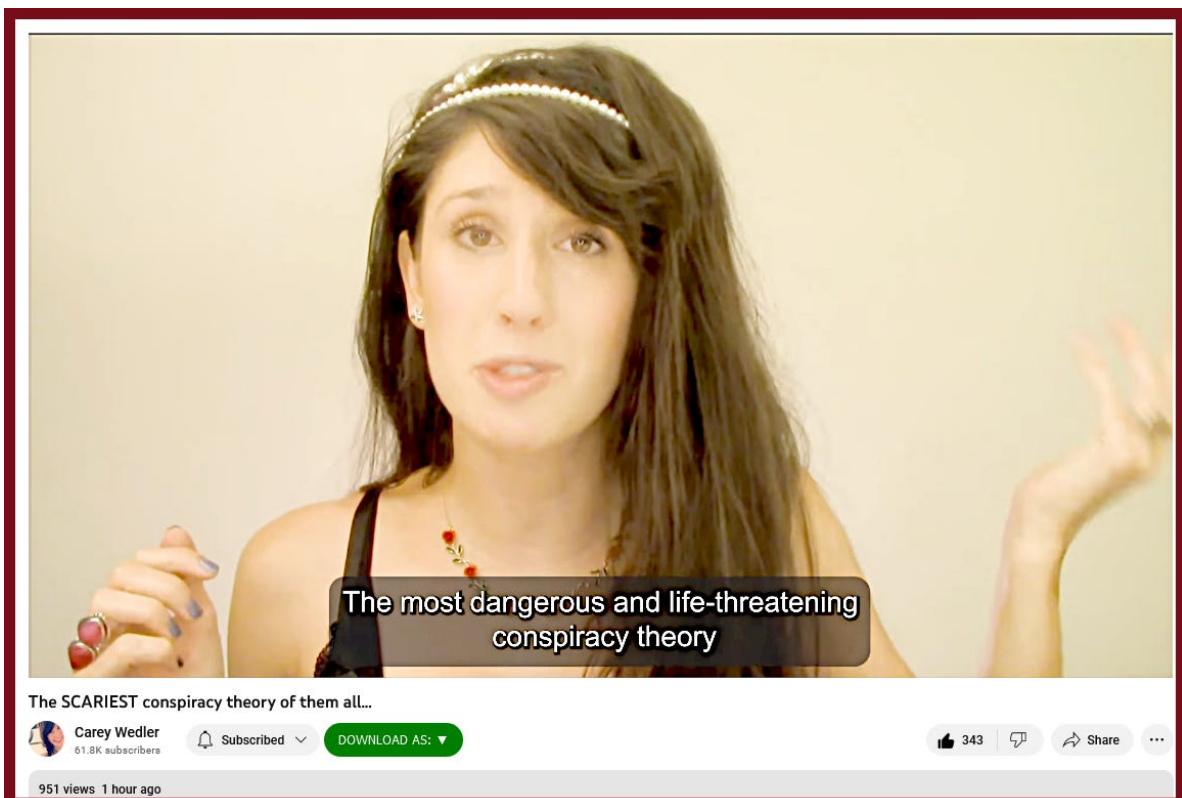 The most dangerous and life-threatening
conspiracy theory
The SCARIEST conspiracy theory of them all...
Carey Wedler
61.8K subscribers
Subscribed
DOWNLOAD AS: ▼
343
Share
951 views 1 hour ago